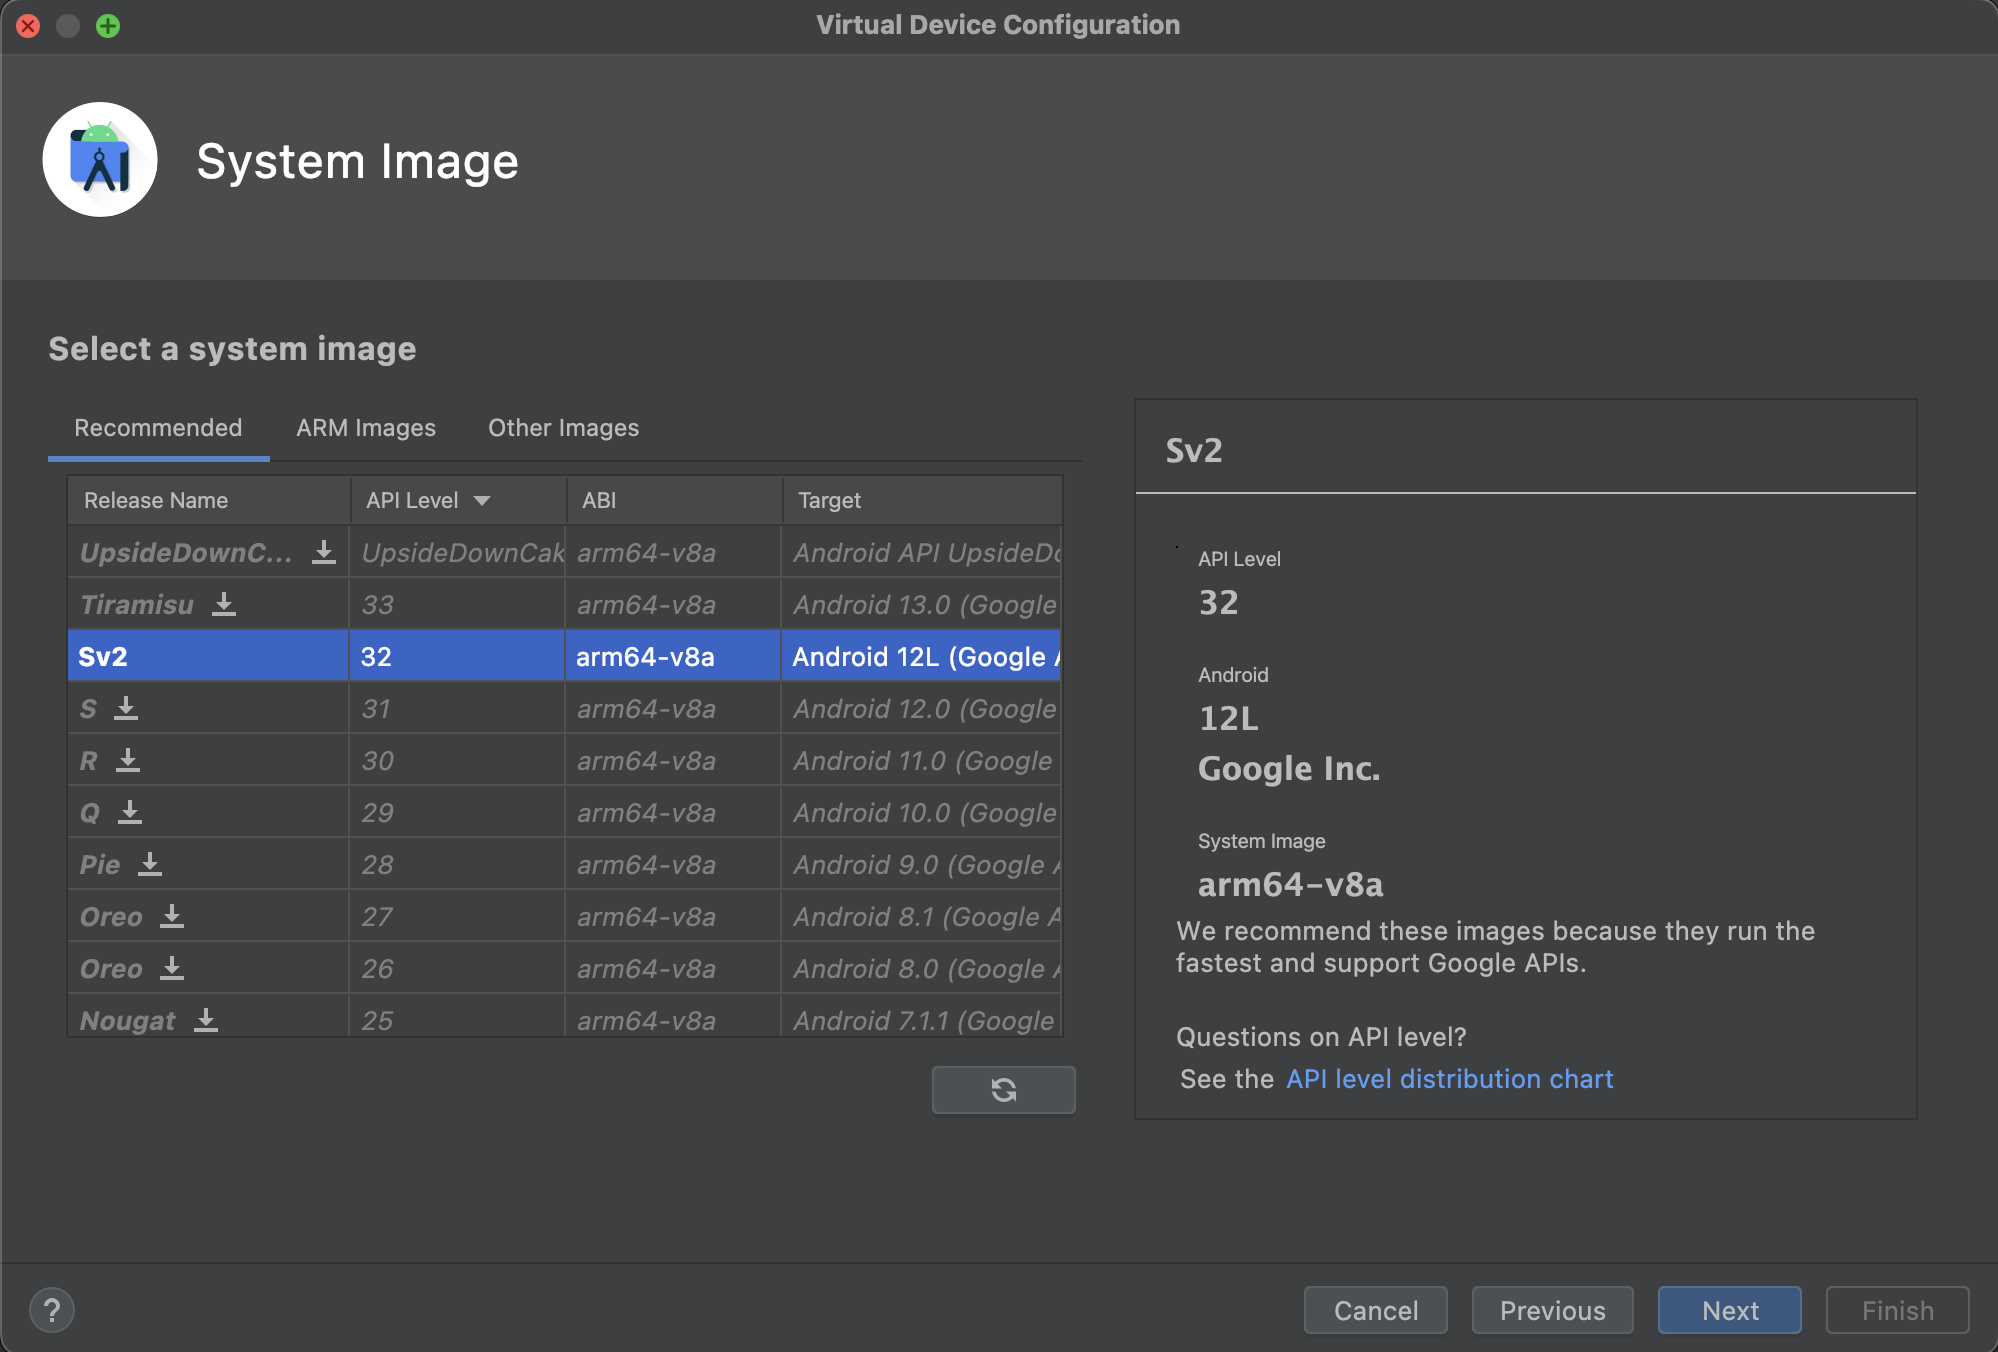 Virtual Device Configuration
System Image
Select a system image
Recommended ARM Images Other Images
Release Name API Level ABI Target
UpsideDownC... UpsideDownCak arm64-v8a Android API UpsideDo
Tiramisu 33 arm64-v8a Android 13.0 (Google
Sv2 32 arm64-v8a Android 12L (Google A
S 31 arm64-v8a Android 12.0 (Google
R 30 arm64-v8a Android 11.0 (Google
Q 29 arm64-v8a Android 10.0 (Google
Pie 28 arm64-v8a Android 9.0 (Google A
Oreo 27 arm64-v8a Android 8.1 (Google A
Oreo 26 arm64-v8a Android 8.0 (Google A
Nougat 25 arm64-v8a Android 7.1.1 (Google
Sv2
API Level
32
Android
12L
Google Inc.
System Image
arm64-v8a
We recommend these images because they run the
fastest and support Google APIs.
Questions on API level?
See the API level distribution chart
? Cancel Previous Next Finish